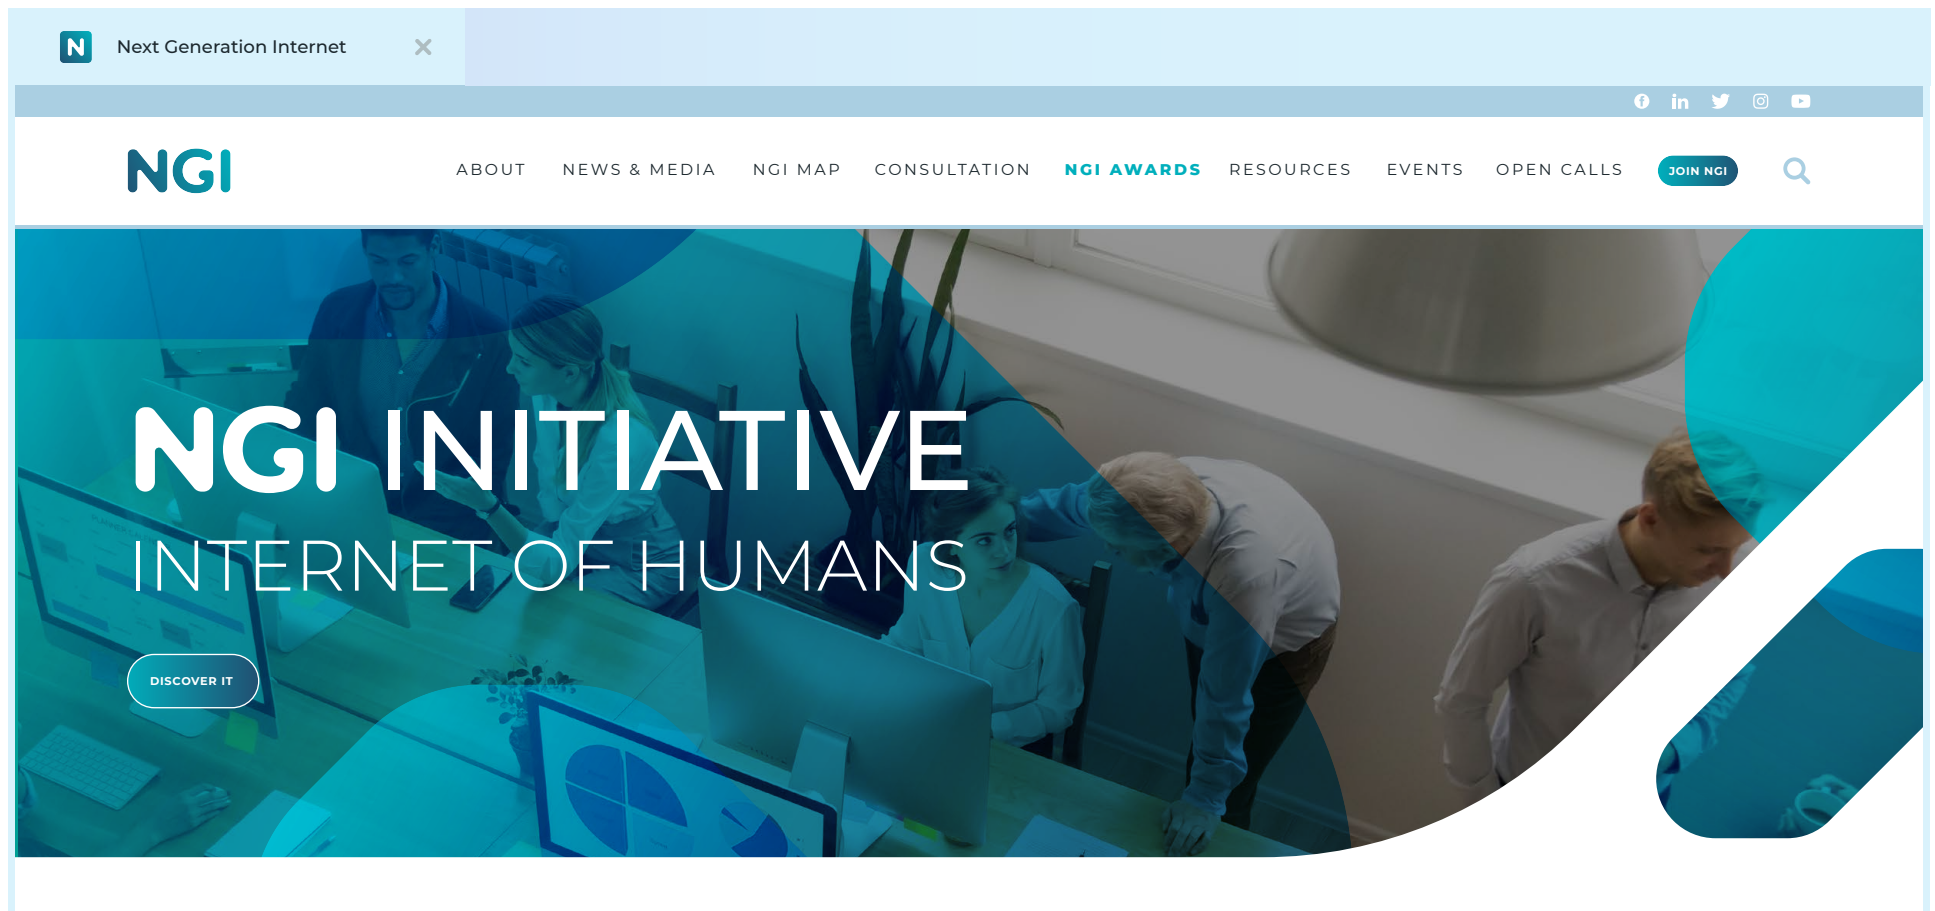 N Next Generation Internet
NGI
ABOUT NEWS & MEDIA NGI MAP CONSULTATION NGI AWARDS RESOURCES EVENTS OPEN CALLS JOIN NGI
NGI INITIATIVE
INTERNET OF HUMANS
DISCOVER IT